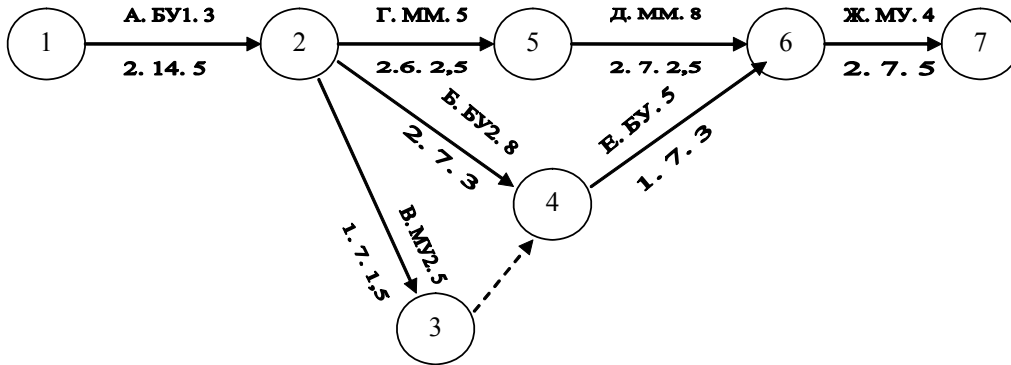 А. БУ1. 3
Г. ММ. 5
Д. ММ. 8
Ж. МУ. 4
1
2
5
6
7
2. 14. 5
2.6. 2,5
2. 7. 2,5
2. 7. 5
Б. БУ2. 8
2. 7. 3
Е. БУ. 5
1. 7. 3
4
В. МУ2. 5
1. 7. 1,5
3